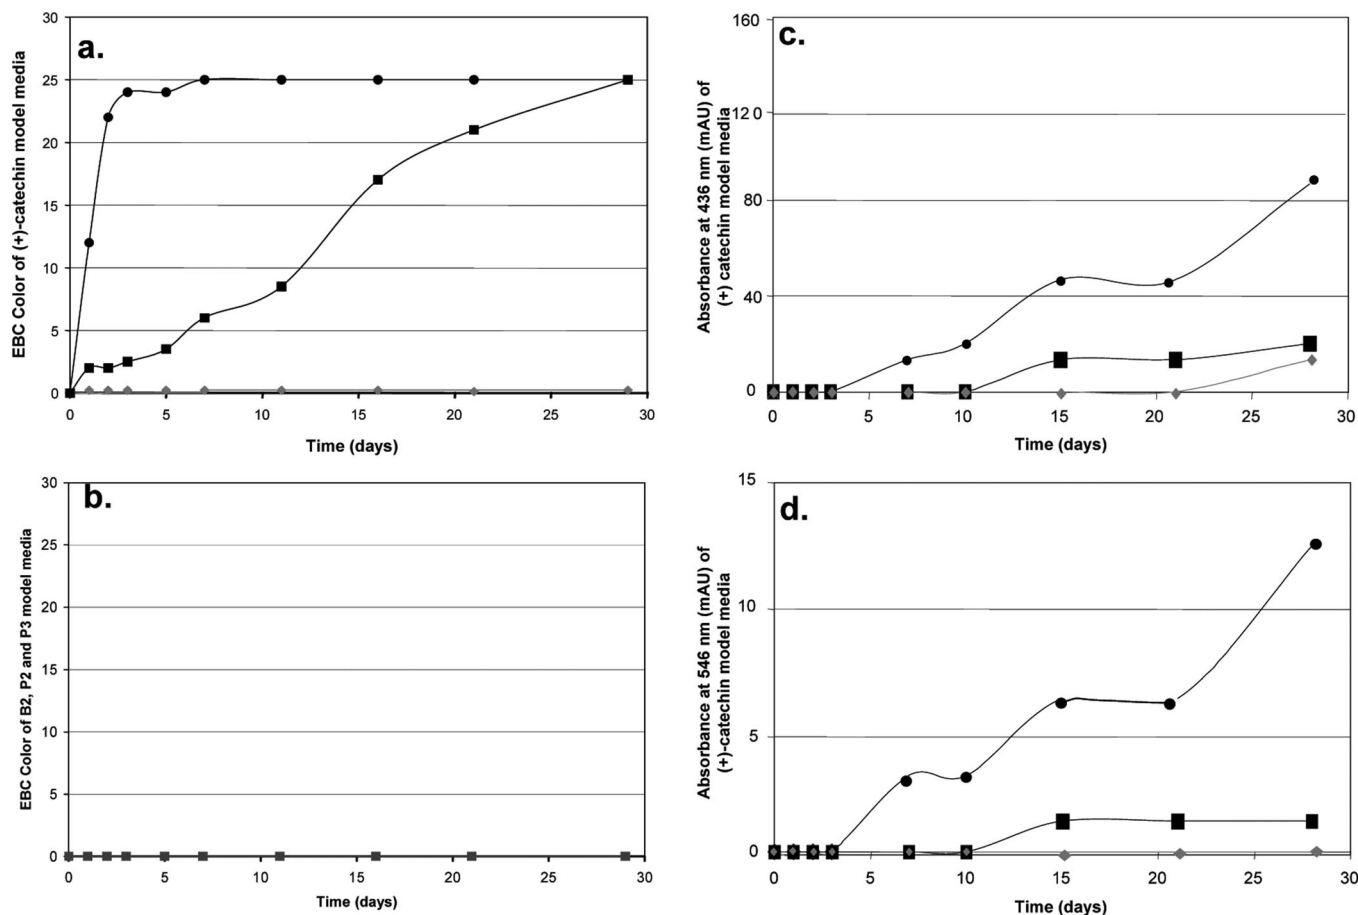 a.
EBC Color of (+)-catechin model media
30
25
20
15
10
5
0
0 5 10 15 20 25 30
Time (days)
b.
EBC Color of B2, P2 and P3 model media
30
25
20
15
10
5
0
0 5 10 15 20 25 30
Time (days)
c.
Absorbance at 436 nm (mAU) of
(+) catechin model media
160
120
80
40
0
0 5 10 15 20 25 30
Time (days)
d.
Absorbance at 546 nm (mAU) of
(+)-catechin model media
15
10
5
0
0 5 10 15 20 25 30
Time (days)